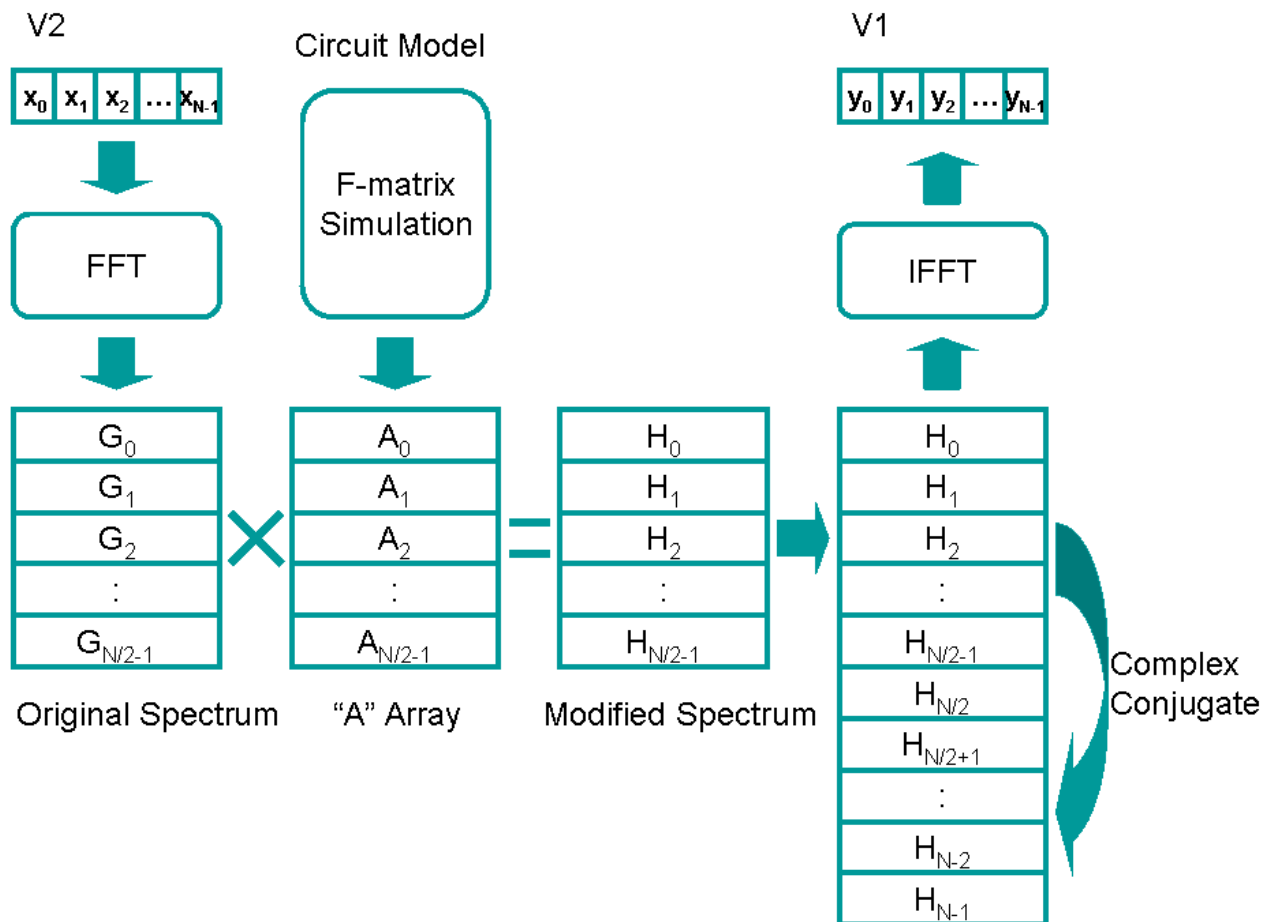 V2
Circuit Model
V1
x0 x1 x2 … xN-1
y0 y1 y2 … yN-1
F-matrix
Simulation
FFT
IFFT
G0
G1
G2
:
GN/2-1
Original Spectrum
×
A0
A1
A2
:
AN/2-1
“A” Array
=
H0
H1
H2
:
HN/2-1
Modified Spectrum
H0
H1
H2
:
HN/2-1
HN/2
HN/2+1
:
HN-2
HN-1
Complex
Conjugate